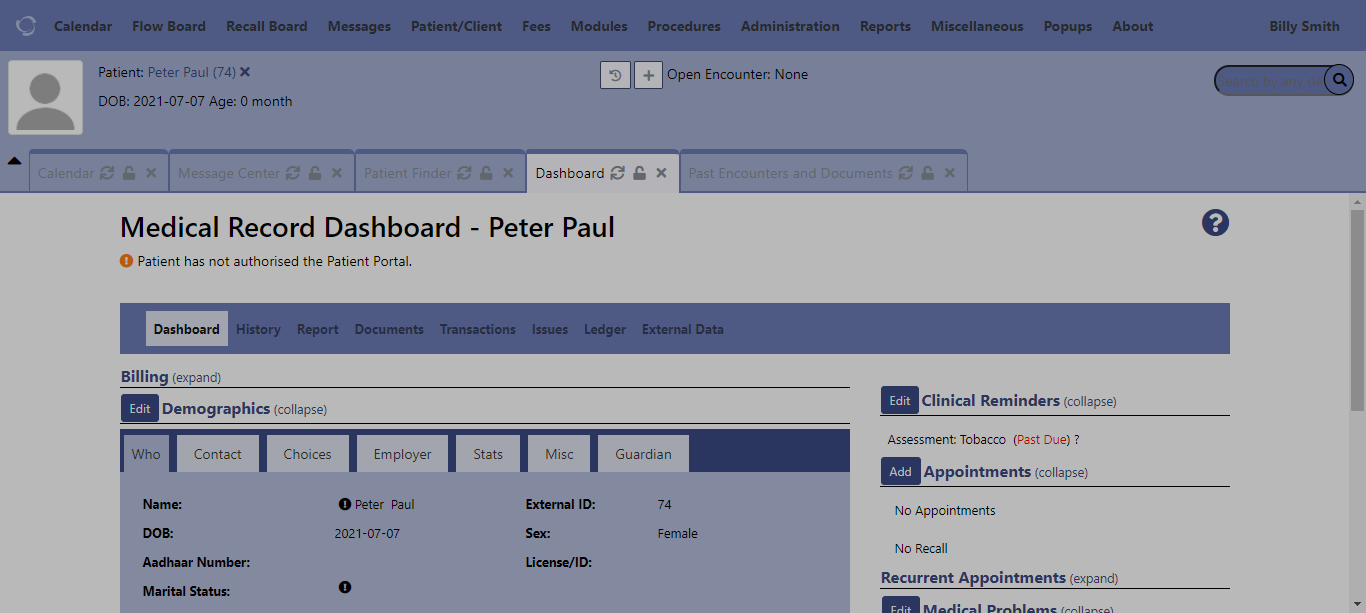 Calendar Flow Board Recall Board Messages Patient/Client Fees Modules Procedures Administration Reports Miscellaneous Popups About Billy Smith
Patient: Peter Paul (74)
DOB: 2021-07-07 Age: 0 month
Open Encounter: None
Search by any
Calendar Message Center Patient Finder Dashboard Past Encounters and Documents
Medical Record Dashboard - Peter Paul
Patient has not authorised the Patient Portal.
Dashboard History Report Documents Transactions Issues Ledger External Data
Billing (expand)
Edit Demographics (collapse)
Who Contact Choices Employer Stats Misc Guardian
Name: Peter Paul External ID: 74
DOB: 2021-07-07 Sex: Female
Aadhaar Number: License/ID:
Marital Status:
Edit Clinical Reminders (collapse)
Assessment: Tobacco (Past Due) ?
Add Appointments (collapse)
No Appointments
No Recall
Recurrent Appointments (expand)
Edit Medical Problems (collapse)